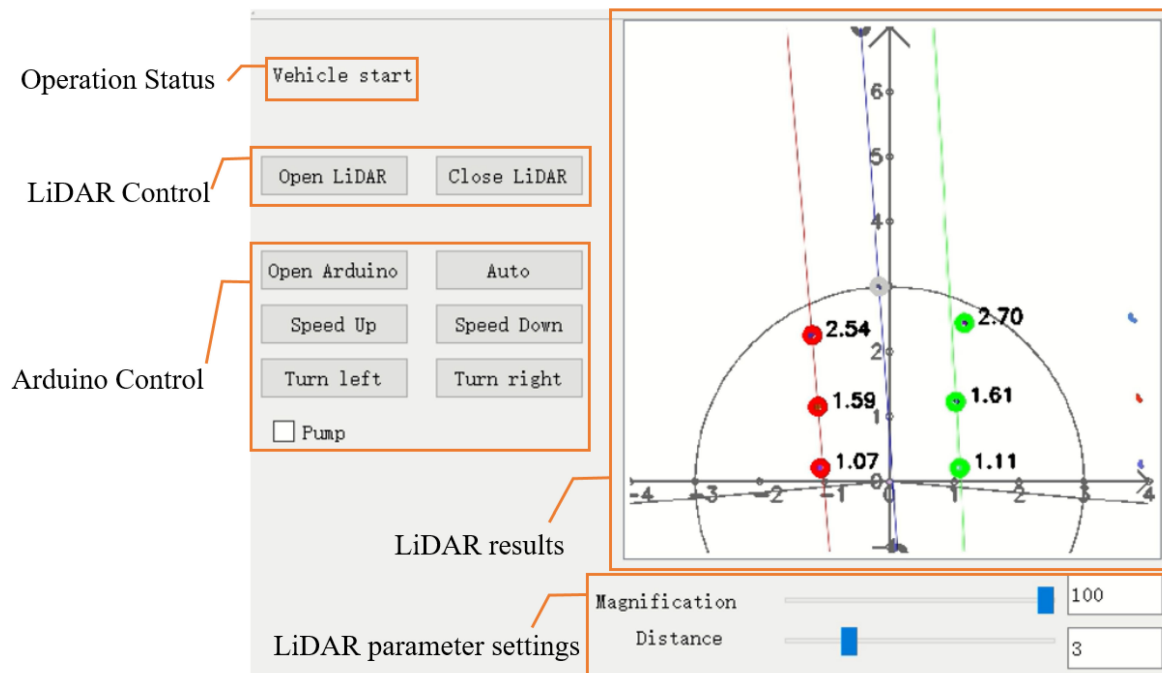 Operation Status
Vehicle start
LiDAR Control
Open LiDAR
Close LiDAR
Arduino Control
Open Arduino
Auto
Speed Up
Speed Down
Turn left
Turn right
Pump
LiDAR results
6
5
4
2
1
0
2.54
2.70
1.59
1.61
1.07
1.11
-4 -3 -2 -1 0 1 2 3 4
LiDAR parameter settings
Magnification
100
Distance
3